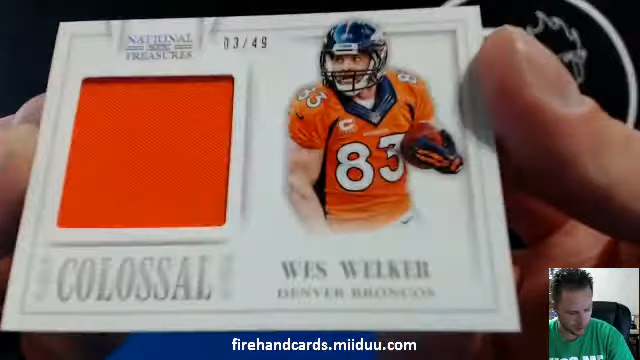 NATIONAL
TREASURES
03/49
83
83
COLOSSAL
WES WELKER
DENVER BRONCOS
firehandcards.miiduu.com